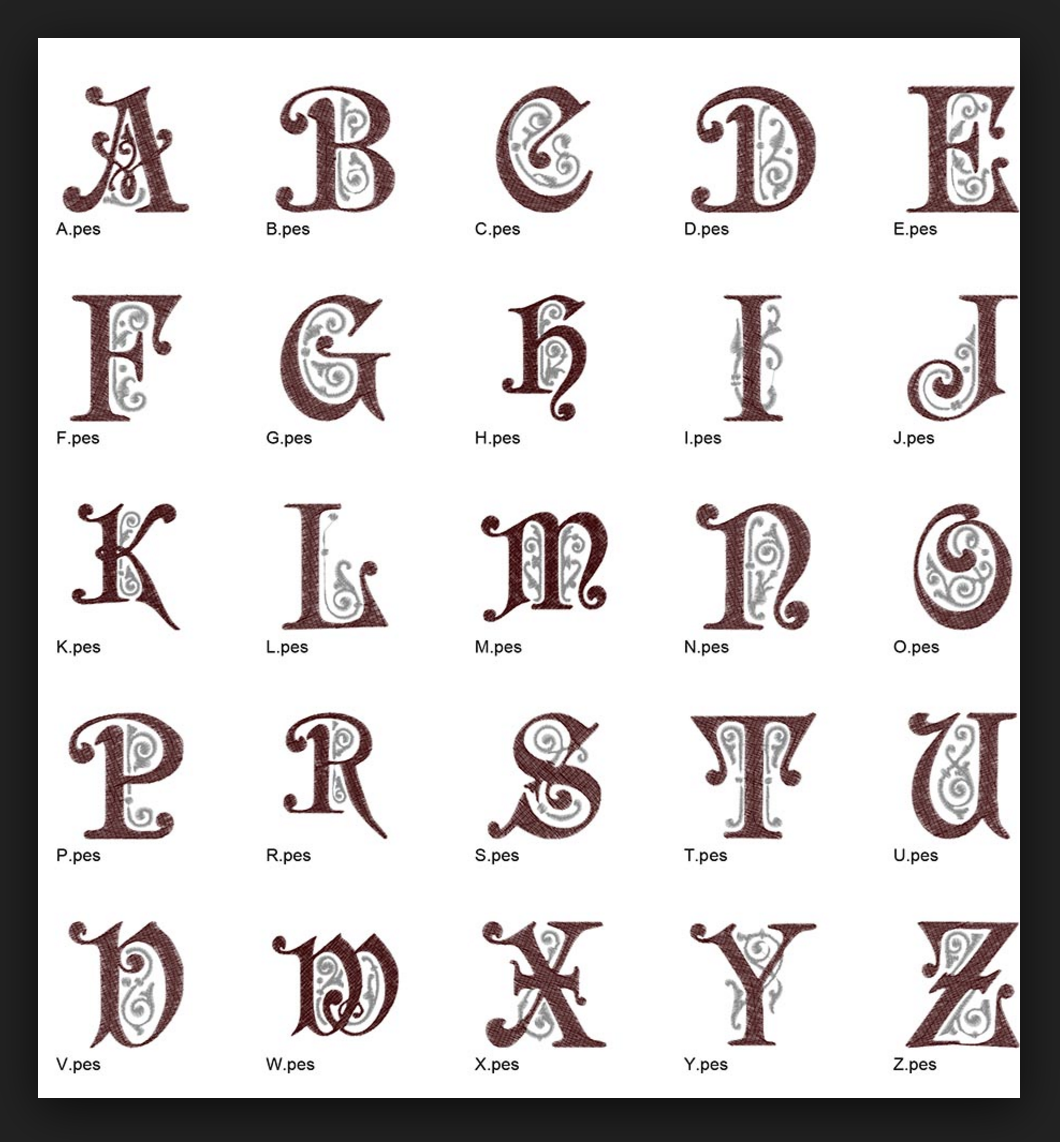 A B C D E
A.pes B.pes C.pes D.pes E.pes
F G H I J
F.pes G.pes H.pes I.pes J.pes
K L M N O
K.pes L.pes M.pes N.pes O.pes
P R S T U
P.pes R.pes S.pes T.pes U.pes
V W X Y Z
V.pes W.pes X.pes Y.pes Z.pes